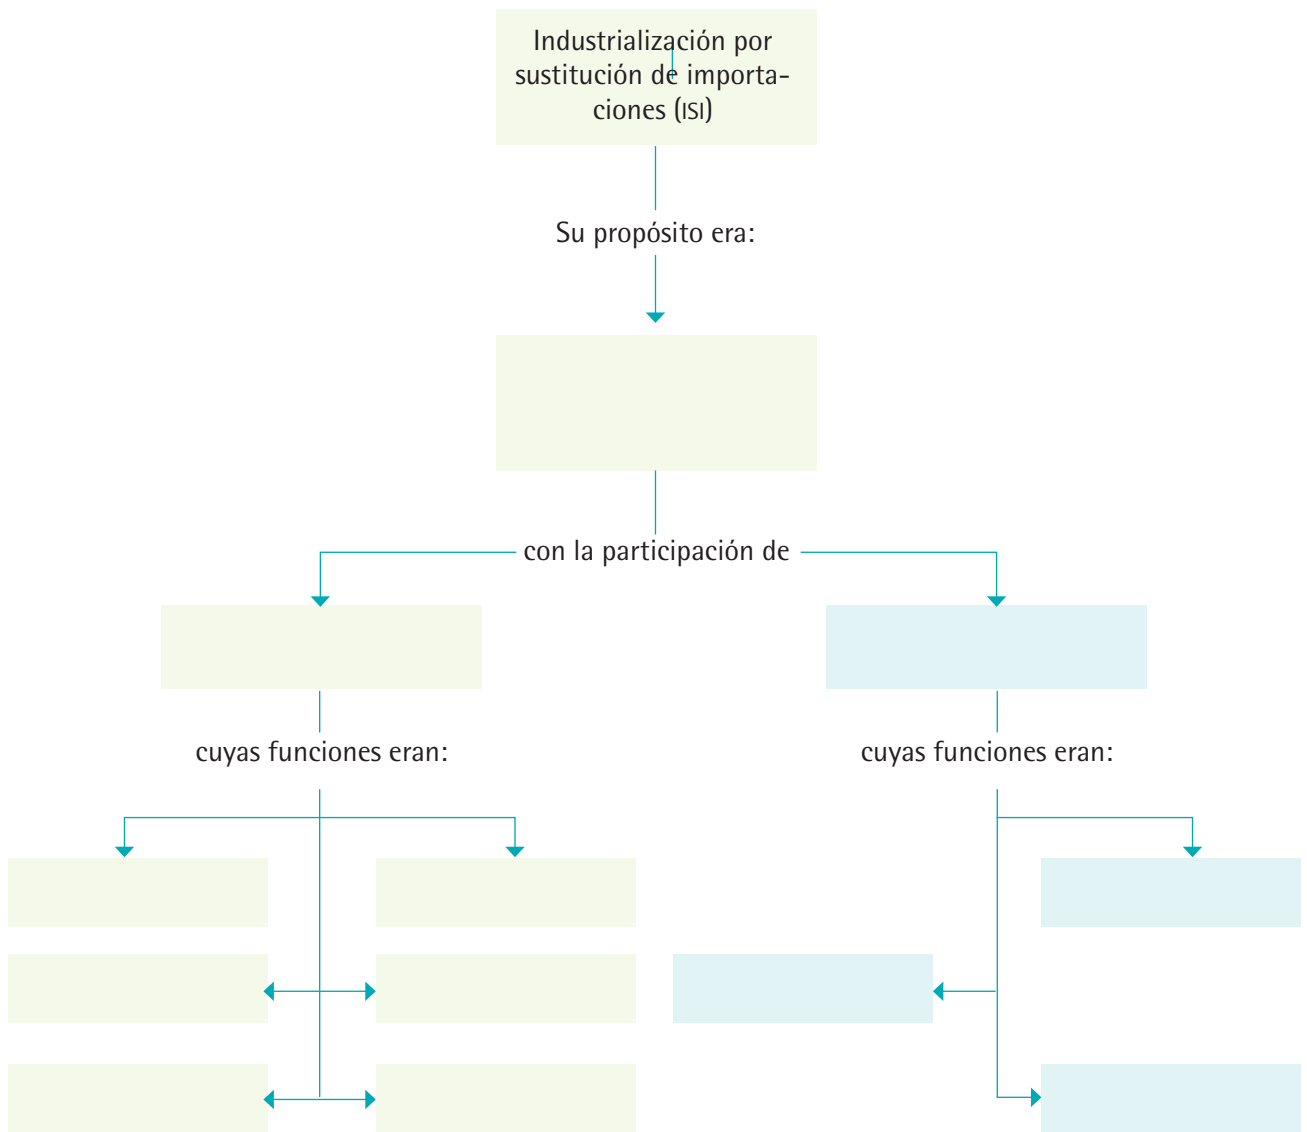 Industrialización por
sustitución de importa-
ciones (ISI)
Su propósito era:
con la participación de
cuyas funciones eran:
cuyas funciones eran: